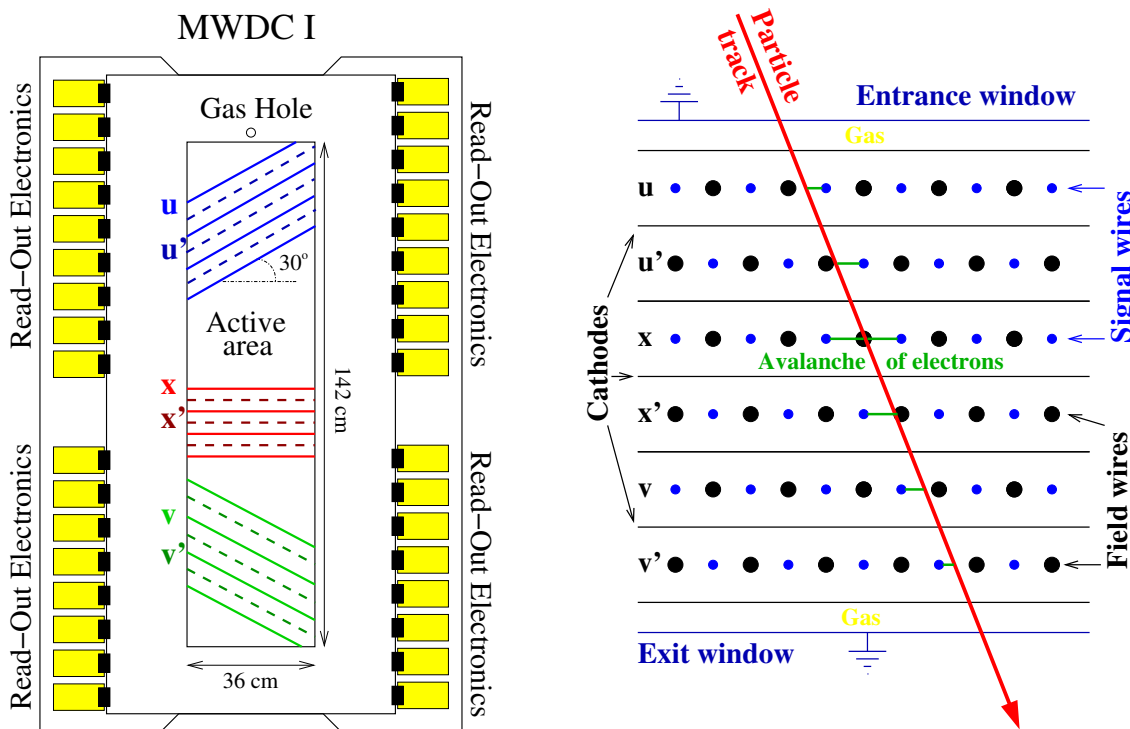 MWDC I
Gas Hole
Read−Out Electronics
Read−Out Electronics
Read−Out Electronics
Read−Out Electronics
u
u'
30°
Active
area
x
x'
142 cm
v
v'
36 cm
Particle
track
Entrance window
Gas
u
u'
x
x'
v
v'
Signal wires
Cathodes
Avalanche of electrons
Field wires
Gas
Exit window